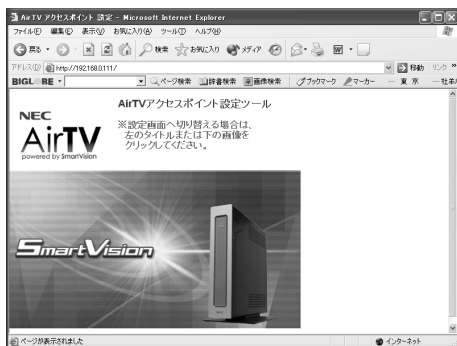 AirTV アクセスポイント 設定 - Microsoft Internet Explorer
ファイル(F) 編集(E) 表示(V) お気に入り(A) ツール(T) ヘルプ(H)
戻る 検索 お気に入り メディア
アドレス(D) http://192.168.0.111/ 移動 リンク
BIGLOBE ページ検索 辞書検索 画像検索 ブックマーク マーカー 東京
NEC
AirTV
powered by SmartVision
AirTVアクセスポイント設定ツール
※設定画面へ切り替える場合は、
左のタイトルまたは下の画像を
クリックしてください。
SmartVision
ページが表示されました インターネット